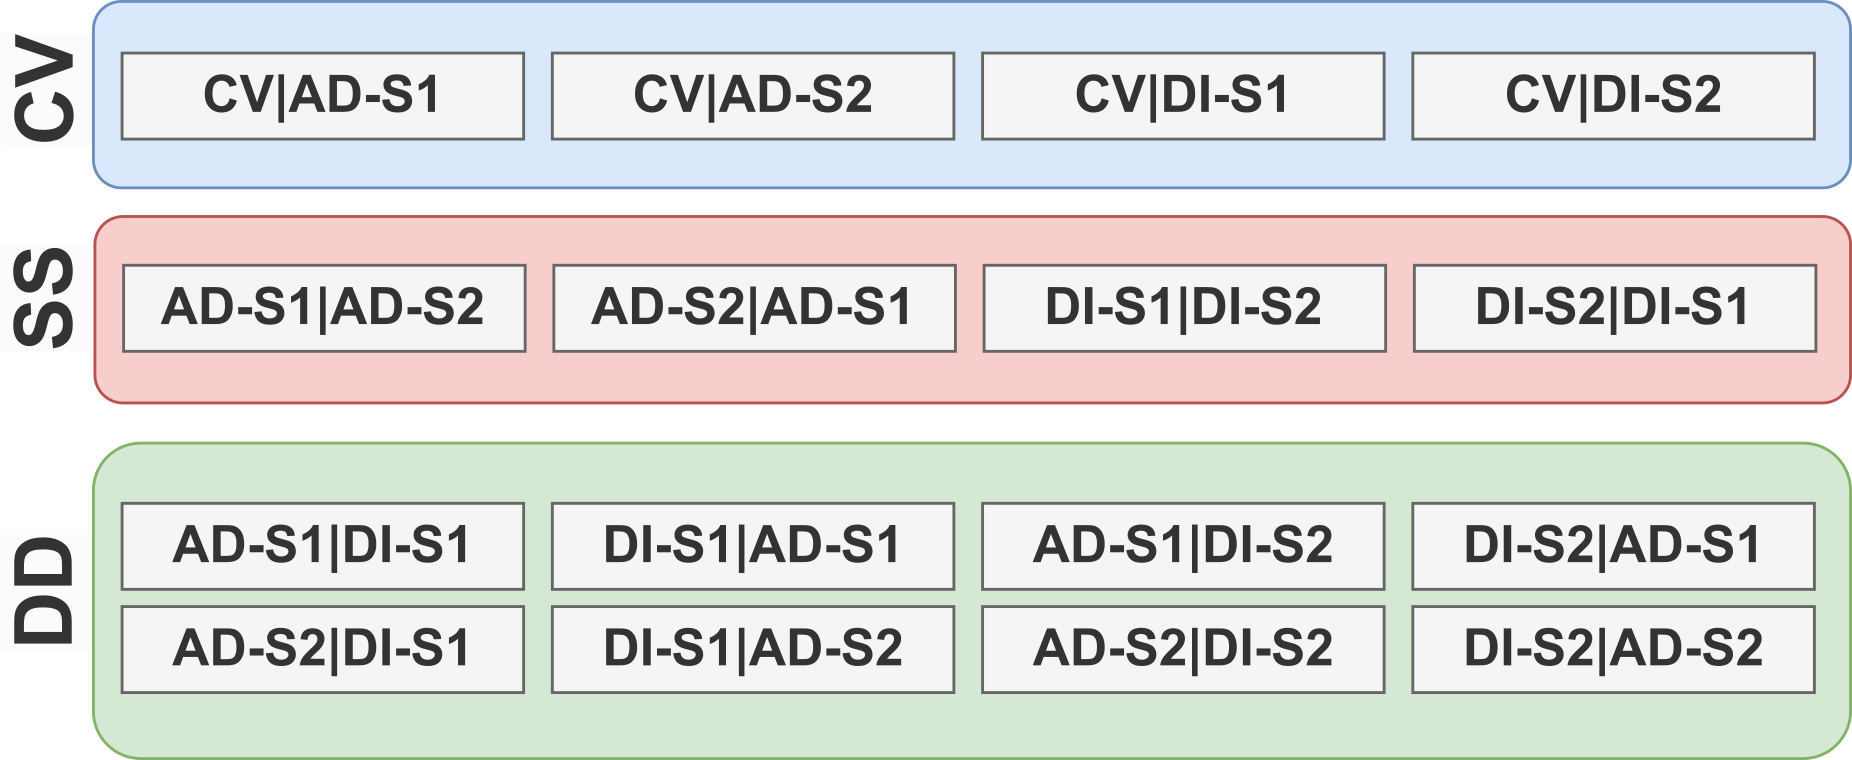 CV
CV|AD-S1 CV|AD-S2 CV|DI-S1 CV|DI-S2
SS
AD-S1|AD-S2 AD-S2|AD-S1 DI-S1|DI-S2 DI-S2|DI-S1
DD
AD-S1|DI-S1 DI-S1|AD-S1 AD-S1|DI-S2 DI-S2|AD-S1
AD-S2|DI-S1 DI-S1|AD-S2 AD-S2|DI-S2 DI-S2|AD-S2